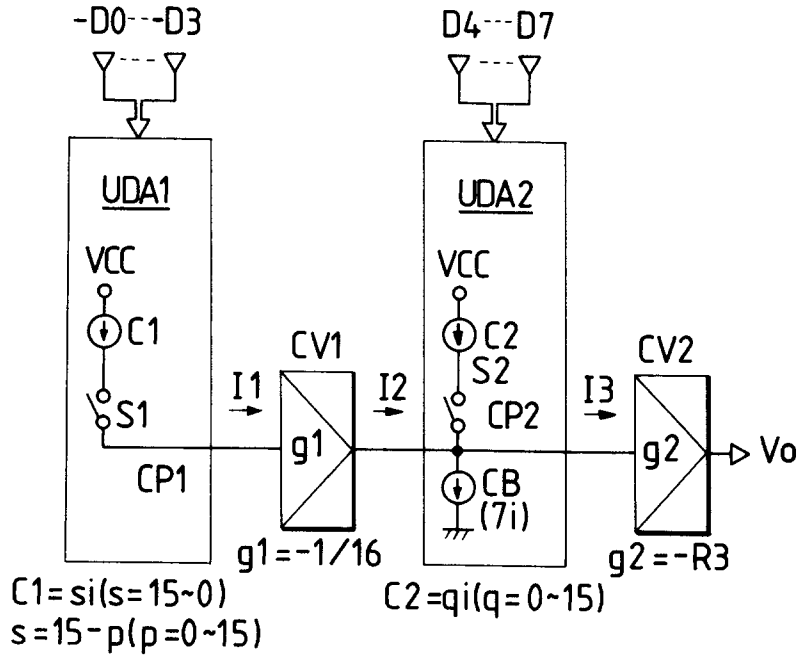 -D0---D3
D4---D7
UDA1
UDA2
VCC
VCC
C1
C2
CV1
CV2
S2
I1
I2
I3
S1
CP2
g1
g2
Vo
CP1
CB
(7i)
g1=-1/16
g2=-R3
C1=si(s=15~0)
C2=qi(q=0~15)
s=15-p(p=0~15)